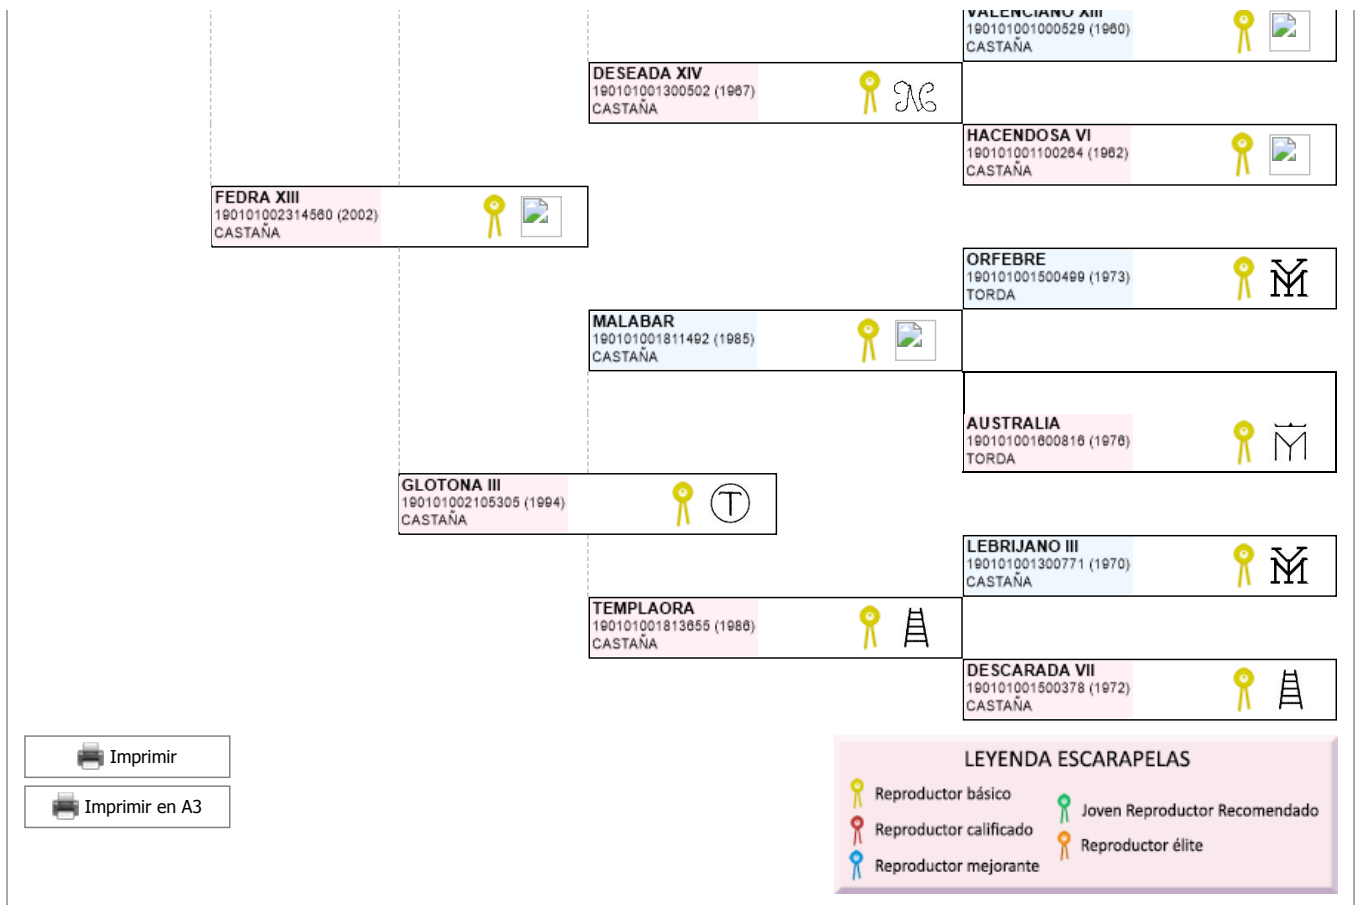 VALENCIANO XIII
190101001000529 (1960)
CASTAÑA
DESEADA XIV
190101001300502 (1967)
CASTAÑA
HACENDOSA VI
190101001100264 (1962)
CASTAÑA
FEDRA XIII
190101002314560 (2002)
CASTAÑA
ORFEBRE
190101001500499 (1973)
TORDA
MALABAR
190101001811492 (1985)
CASTAÑA
AUSTRALIA
190101001600816 (1976)
TORDA
GLOTONA III
190101002105305 (1994)
CASTAÑA
LEBRIJANO III
190101001300771 (1970)
CASTAÑA
TEMPLAORA
190101001813655 (1986)
CASTAÑA
DESCARADA VII
190101001500378 (1972)
CASTAÑA
Imprimir
Imprimir en A3
LEYENDA ESCARAPELAS
Reproductor básico
Reproductor calificado
Reproductor mejorante
Joven Reproductor Recomendado
Reproductor élite